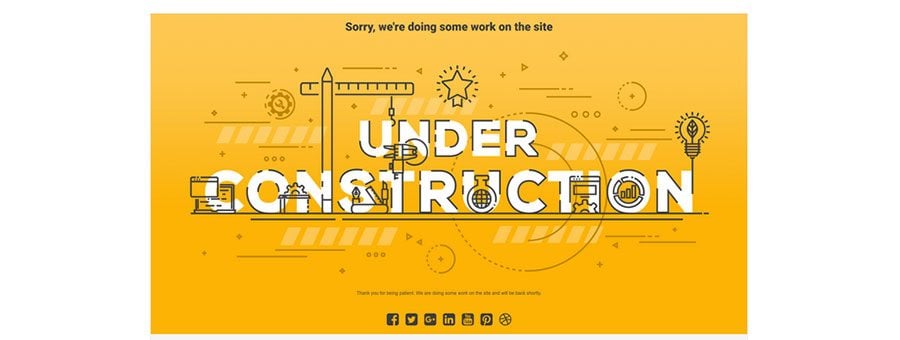 Sorry, we're doing some work on the site
UNDER
CONSTRUCTION
Thank you for being patient. We are doing some work on the site and will be back shortly.